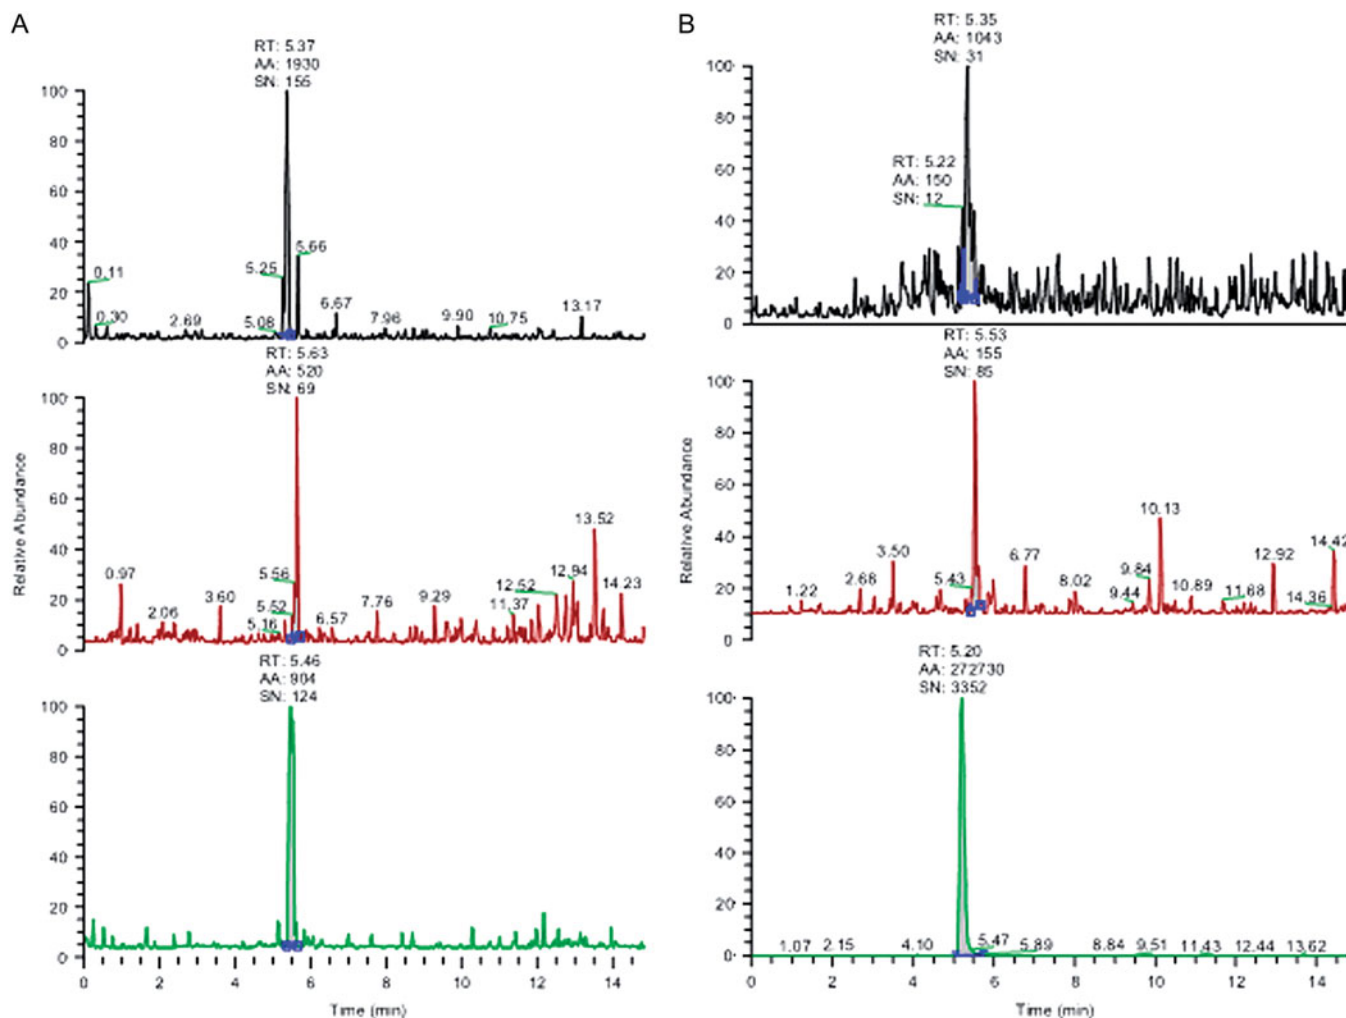 A
RT: 5.37
AA: 1930
SN: 155
100
80
60
40
20
0
0.11
0.30
2.69
5.08
5.25
5.66
6.67
7.96
9.90
10.75
13.17
RT: 5.63
AA: 520
SN: 69
Relative Abundance
100
80
60
40
20
0
0.97
2.06
3.60
5.16
5.52
5.56
6.57
7.76
9.29
11.37
12.52
12.94
13.52
14.23
RT: 5.46
AA: 904
SN: 124
100
80
60
40
20
0
0 2 4 6 8 10 12 14
Time (min)
B
RT: 5.35
AA: 1043
SN: 31
RT: 5.22
AA: 150
SN: 12
100
80
60
40
20
0
RT: 5.53
AA: 155
SN: 85
Relative Abundance
100
80
60
40
20
0
1.22
2.68
3.50
5.43
6.77
8.02
9.44
9.84
10.13
10.89
11.68
12.92
14.36
14.42
RT: 5.20
AA: 272730
SN: 3352
100
80
60
40
20
0
1.07
2.15
4.10
5.47
5.89
8.84
9.51
11.43
12.44
13.62
0 2 4 6 8 10 12 14
Time (min)